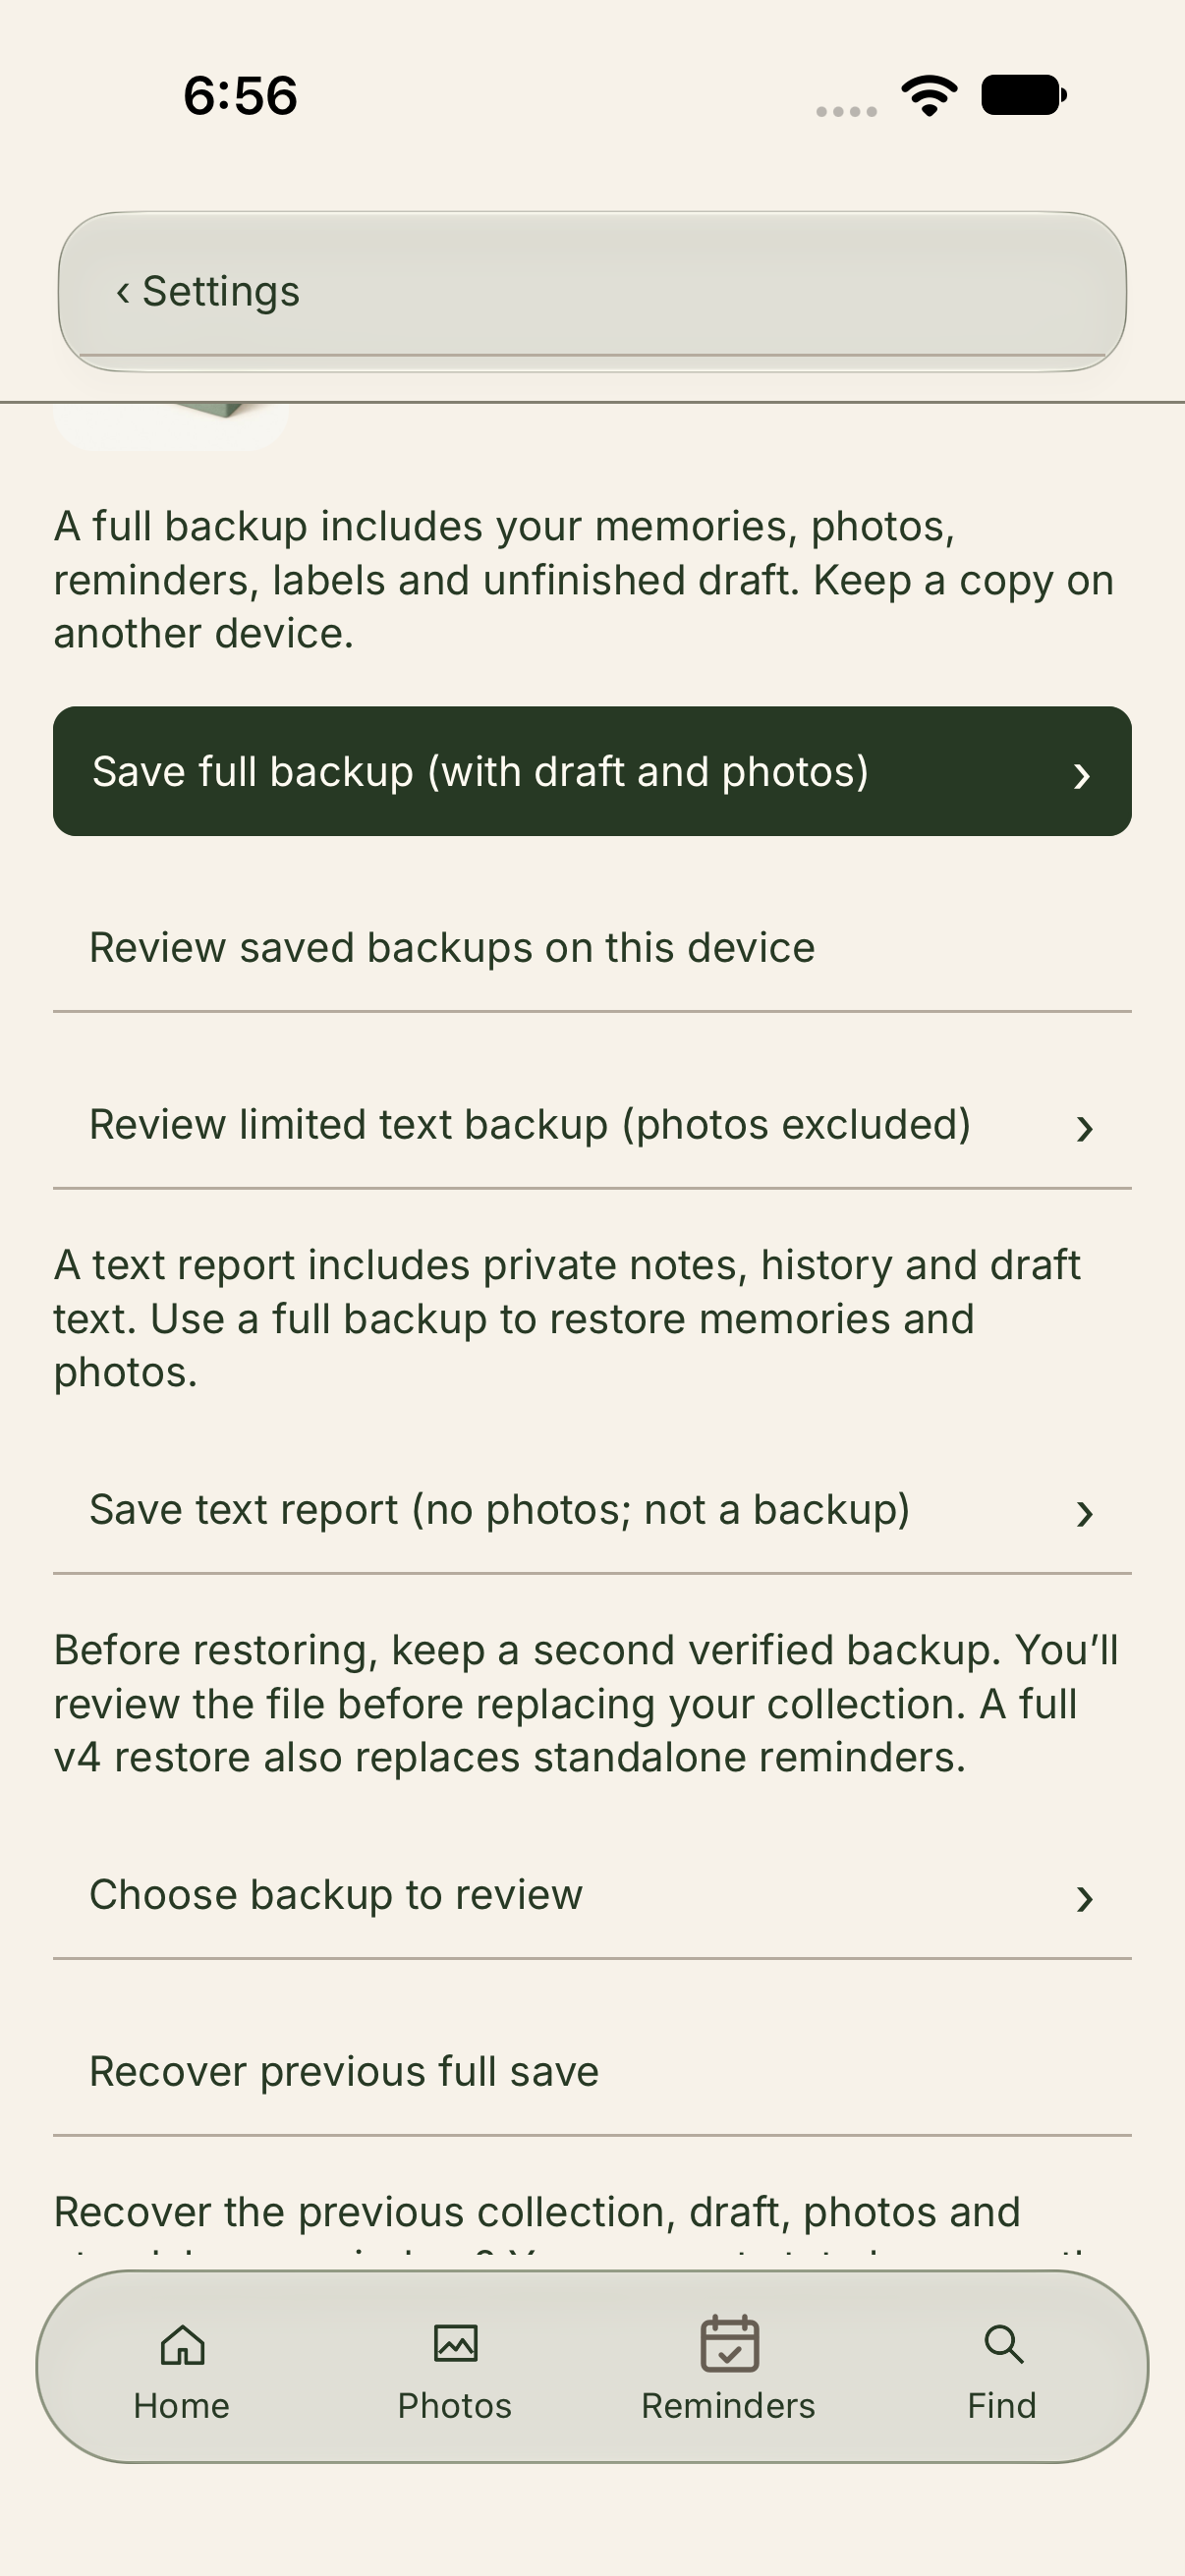 6:56
‹ Settings
A full backup includes your memories, photos,
reminders, labels and unfinished draft. Keep a copy on
another device.
Save full backup (with draft and photos) ›
Review saved backups on this device
Review limited text backup (photos excluded) ›
A text report includes private notes, history and draft
text. Use a full backup to restore memories and
photos.
Save text report (no photos; not a backup) ›
Before restoring, keep a second verified backup. You’ll
review the file before replacing your collection. A full
v4 restore also replaces standalone reminders.
Choose backup to review ›
Recover previous full save
Recover the previous collection, draft, photos and
Home
Photos
Reminders
Find